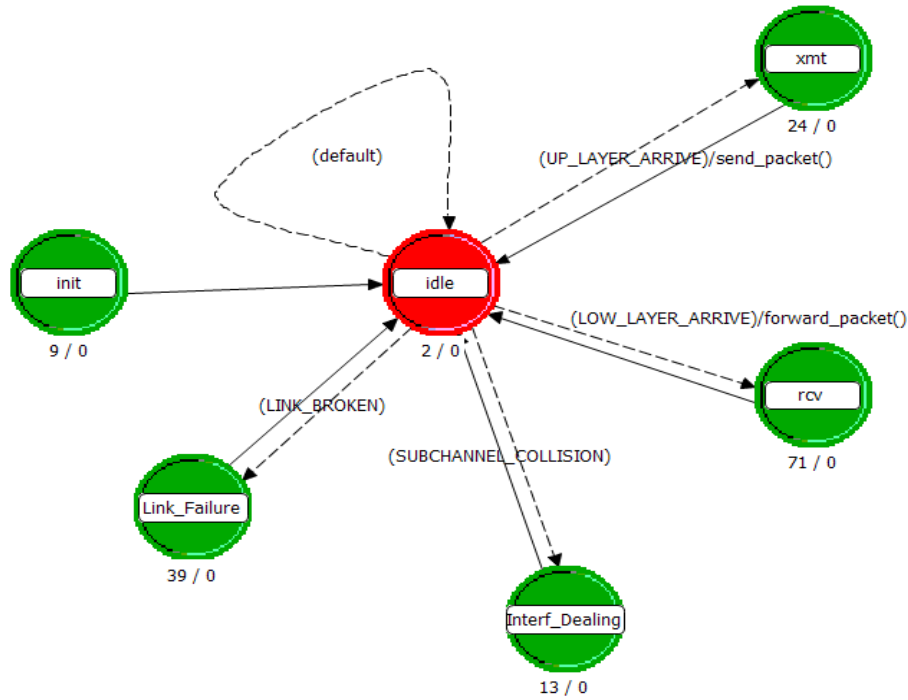 xmt
24 / 0
(default)
(UP_LAYER_ARRIVE)/send_packet()
init
9 / 0
idle
2 / 0
(LOW_LAYER_ARRIVE)/forward_packet()
rcv
71 / 0
(LINK_BROKEN)
(SUBCHANNEL_COLLISION)
Link_Failure
39 / 0
Interf_Dealing
13 / 0